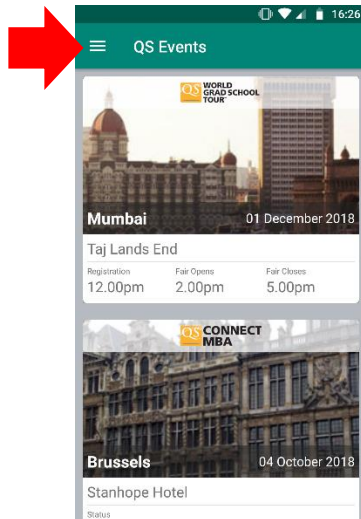 16:26
QS Events
QS WORLD
GRAD SCHOOL
TOUR
Mumbai 01 December 2018
Taj Lands End
Registration Fair Opens Fair Closes
12.00pm 2.00pm 5.00pm
QS CONNECT
MBA
Brussels 04 October 2018
Stanhope Hotel
Status